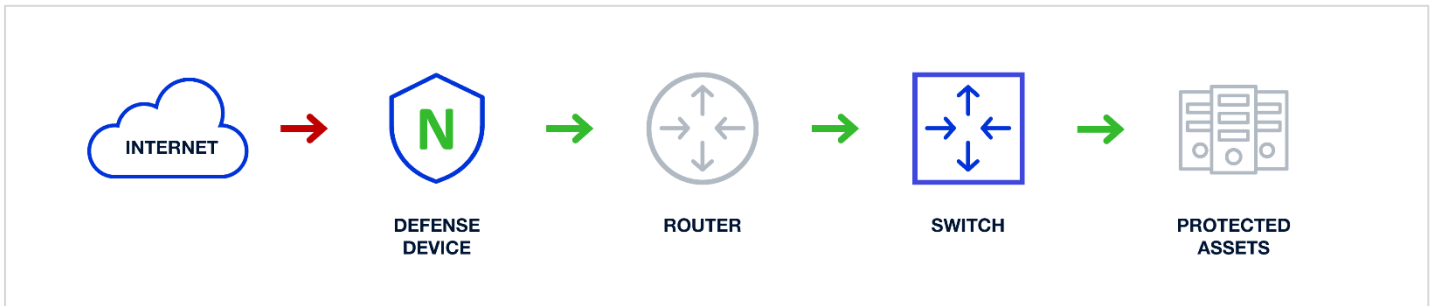 INTERNET
N
DEFENSE
DEVICE
ROUTER
SWITCH
PROTECTED
ASSETS